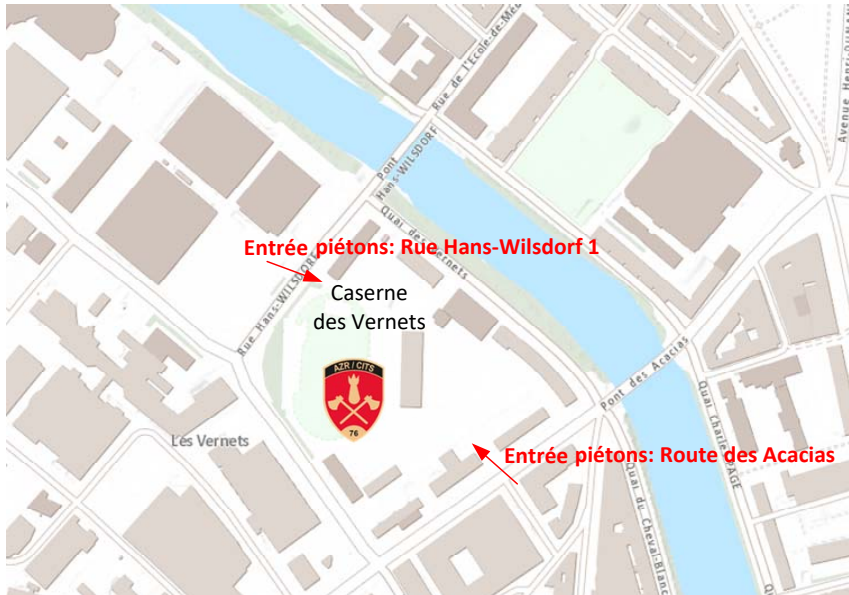 Rue de l'Ecole-de-Méd
Avenue Henri-DUNAN
Pont
Hans-WILSDORF
Quai des Vernets
Entrée piétons: Rue Hans-Wilsdorf 1
Rue Hans-WILSDORF
Caserne
des Vernets
AZR / CITS
76
Pont des Acacias
Les Vernets
Entrée piétons: Route des Acacias
Quai Charles-PAGE
Quai du Cheval-Blanc